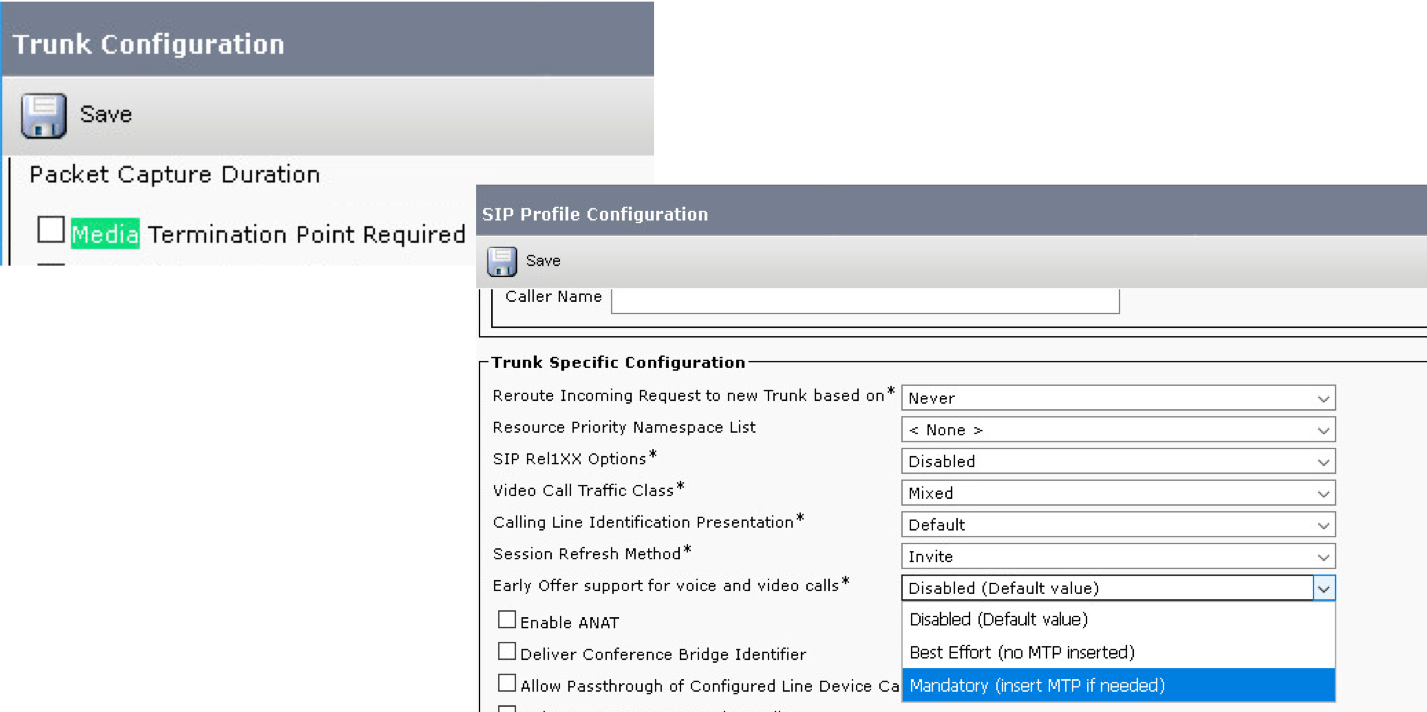 Trunk Configuration
Save
Packet Capture Duration
Media Termination Point Required
SIP Profile Configuration
Save
Caller Name
Trunk Specific Configuration
Reroute Incoming Request to new Trunk based on* Never
Resource Priority Namespace List < None >
SIP Rel1XX Options* Disabled
Video Call Traffic Class* Mixed
Calling Line Identification Presentation* Default
Session Refresh Method* Invite
Early Offer support for voice and video calls* Disabled (Default value)
Disabled (Default value)
Enable ANAT
Best Effort (no MTP inserted)
Deliver Conference Bridge Identifier
Mandatory (insert MTP if needed)
Allow Passthrough of Configured Line Device Ca